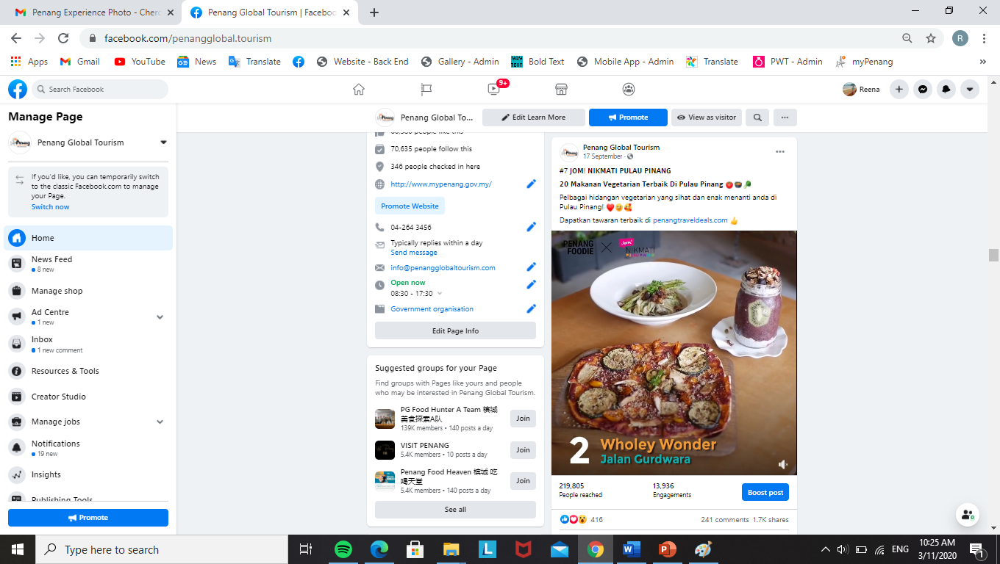 Penang Experience Photo - Cherc
Penang Global Tourism | Faceboo
facebook.com/penangglobal.tourism
R
Apps
Gmail
YouTube
News
Translate
Website - Back End
Gallery - Admin
Bold Text
Mobile App - Admin
Translate
PWT - Admin
myPenang
Search Facebook
9+
Reena
Manage Page
Penang Global Tourism
If you'd like, you can temporarily switch
to the classic Facebook.com to manage
your Page.
Switch now
Home
News Feed
8 new
Manage shop
Ad Centre
1 new
Inbox
1 new comment
Resources & Tools
Creator Studio
Manage jobs
Notifications
19 new
Insights
Publishing Tools
Promote
Penang Global To...
Edit Learn More
Promote
View as visitor
people like this
70,635 people follow this
346 people checked in here
http://www.mypenang.gov.my/
Promote Website
04-264 3456
Typically replies within a day
Send message
info@penangglobaltourism.com
Open now
08:30 - 17:30
Government organisation
Edit Page Info
Suggested groups for your Page
Find groups with Pages like yours and people
who may be interested in Penang Global Tourism.
PG Food Hunter A Team 槟城
美食探索A队
139K members • 140 posts a day
Join
VISIT PENANG
5.4K members • 10 posts a day
Join
Penang Food Heaven 槟城 吃
喝天堂
5.4K members • 140 posts a day
Join
See all
Penang Global Tourism
17 September
#7 JOM! NIKMATI PULAU PINANG
20 Makanan Vegetarian Terbaik Di Pulau Pinang 🍅🍲🥦
Pelbagai hidangan vegetarian yang sihat dan enak menanti anda di
Pulau Pinang! ❤️😋🥰
Dapatkan tawaran terbaik di penangtraveldeals.com 👍
PENANG
FOODIE
Jom!
NIKMATI
PULAU PINANG
2
Wholey Wonder
Jalan Gurdwara
219,805
People reached
13,936
Engagements
Boost post
416
241 comments 1.7K shares
0
Type here to search
ENG
10:25 AM
3/11/2020
1